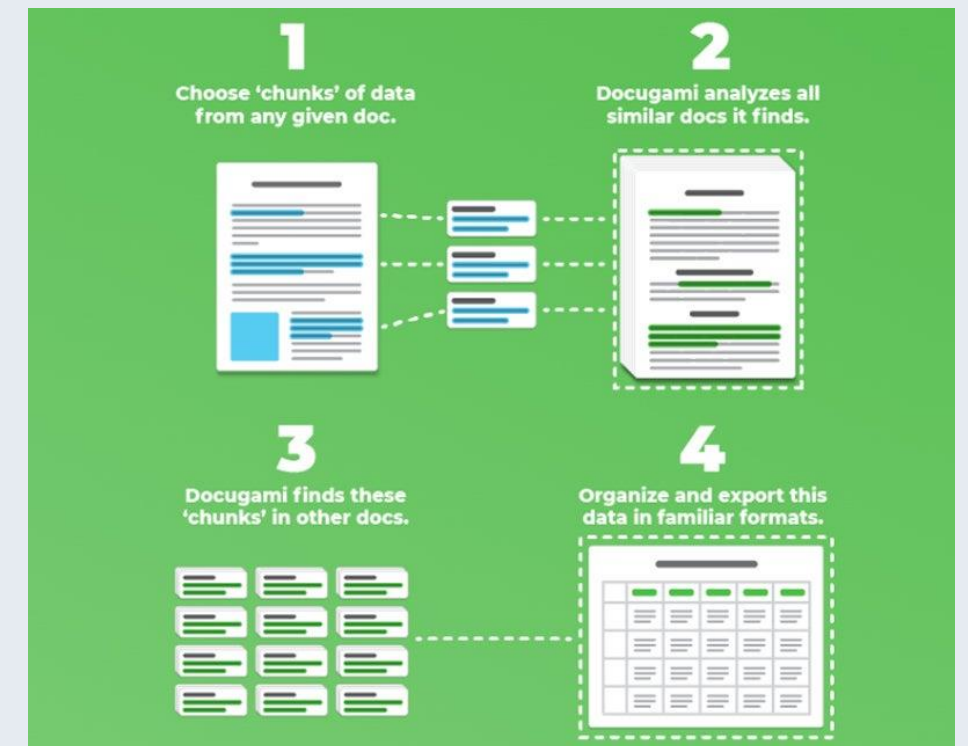 1
Choose ‘chunks’ of data
from any given doc.
2
Docugami analyzes all
similar docs it finds.
3
Docugami finds these
‘chunks’ in other docs.
4
Organize and export this
data in familiar formats.